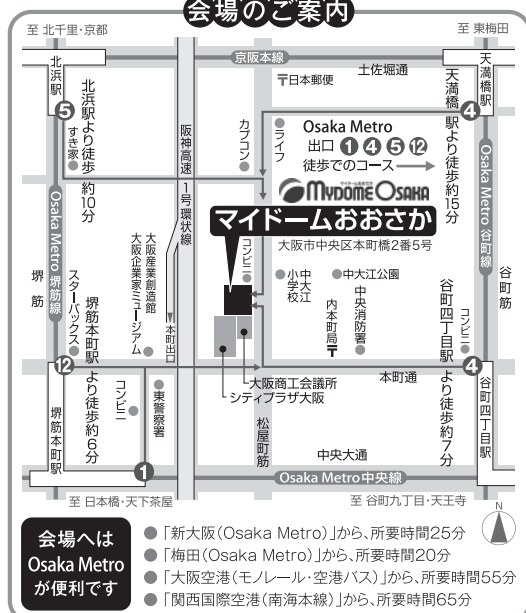 会場のご案内
至 北千里・京都
至 東梅田
北浜駅
京阪本線
天満橋駅
〒日本郵便
土佐堀通
❺
❹
北浜駅より徒歩約10分
すき家
阪神高速 1号環状線
カプコン
ライフ
Osaka Metro
出口 ❶ ❹ ❺ ⓬
徒歩でのコース
天満橋駅より徒歩約15分
Osaka Metro 堺筋線
Osaka Metro 谷町線
マイドームおおさか
MYDOME OSAKA
マイドームおおさか
大阪市中央区本町橋2番5号
堺筋
谷町筋
スターバックス
堺筋本町駅より徒歩約6分
大阪産業創造館
大阪企業家ミュージアム
本町出口
コンビニ
中大江小学校
中大江公園
中央消防署
内本町局
〒
谷町四丁目駅より徒歩約7分
コンビニ
⓬
❹
大阪商工会議所
シティプラザ大阪
本町通
コンビニ
東警察署
松屋町筋
堺筋本町駅
谷町四丁目駅
中央大通
❶
Osaka Metro中央線
至 日本橋・天下茶屋
至 谷町九丁目・天王寺
N
会場へは
Osaka Metro
が便利です
● 「新大阪(Osaka Metro)」から、所要時間25分
● 「梅田(Osaka Metro)」から、所要時間20分
● 「大阪空港(モノレール・空港バス)」から、所要時間55分
● 「関西国際空港(南海本線)」から、所要時間65分